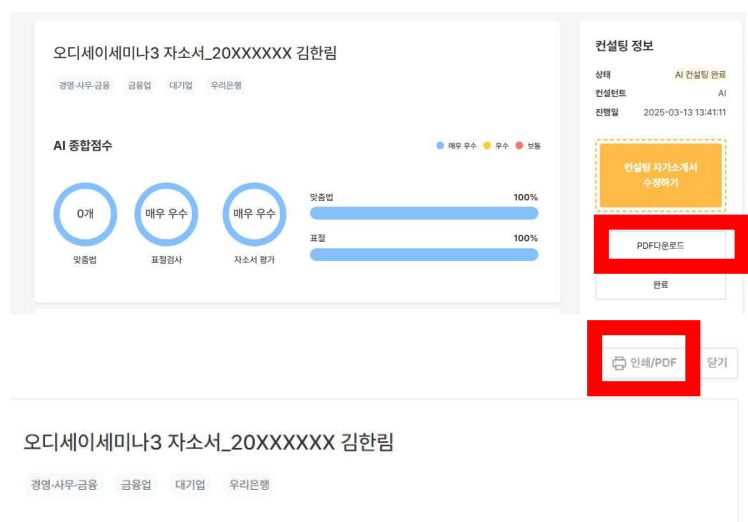 오디세이세미나3 자소서_20XXXXXX 김한림
경영·사무·금융 금융업 대기업 우리은행
AI 종합점수
매우 우수 우수 보통
0개
매우 우수
매우 우수
맞춤법
표절검사
자소서 평가
맞춤법 100%
표절 100%
컨설팅 정보
상태 AI 컨설팅 완료
컨설턴트 AI
진행일 2025-03-13 13:41:11
컨설팅 자기소개서
수정하기
PDF다운로드
완료
인쇄/PDF 닫기
오디세이세미나3 자소서_20XXXXXX 김한림
경영·사무·금융 금융업 대기업 우리은행